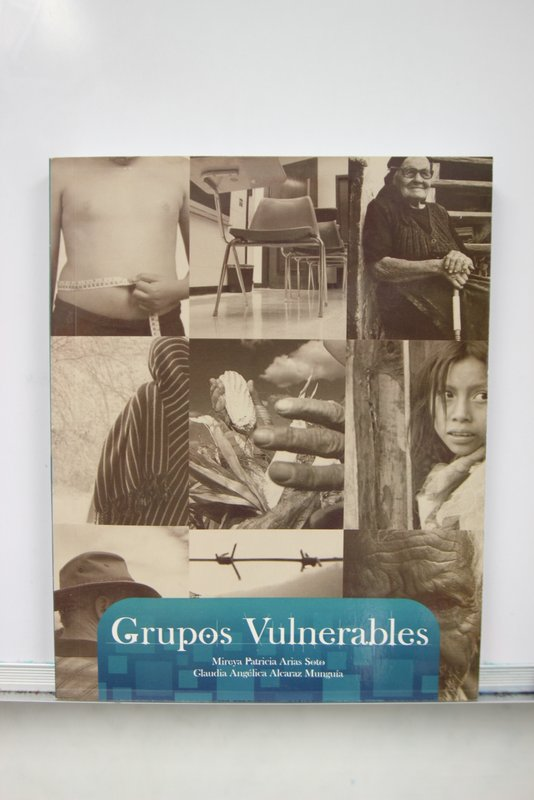 Grupos Vulnerables
Mireya Patricia Arias Soto
Claudia Angélica Alcaraz Munguía